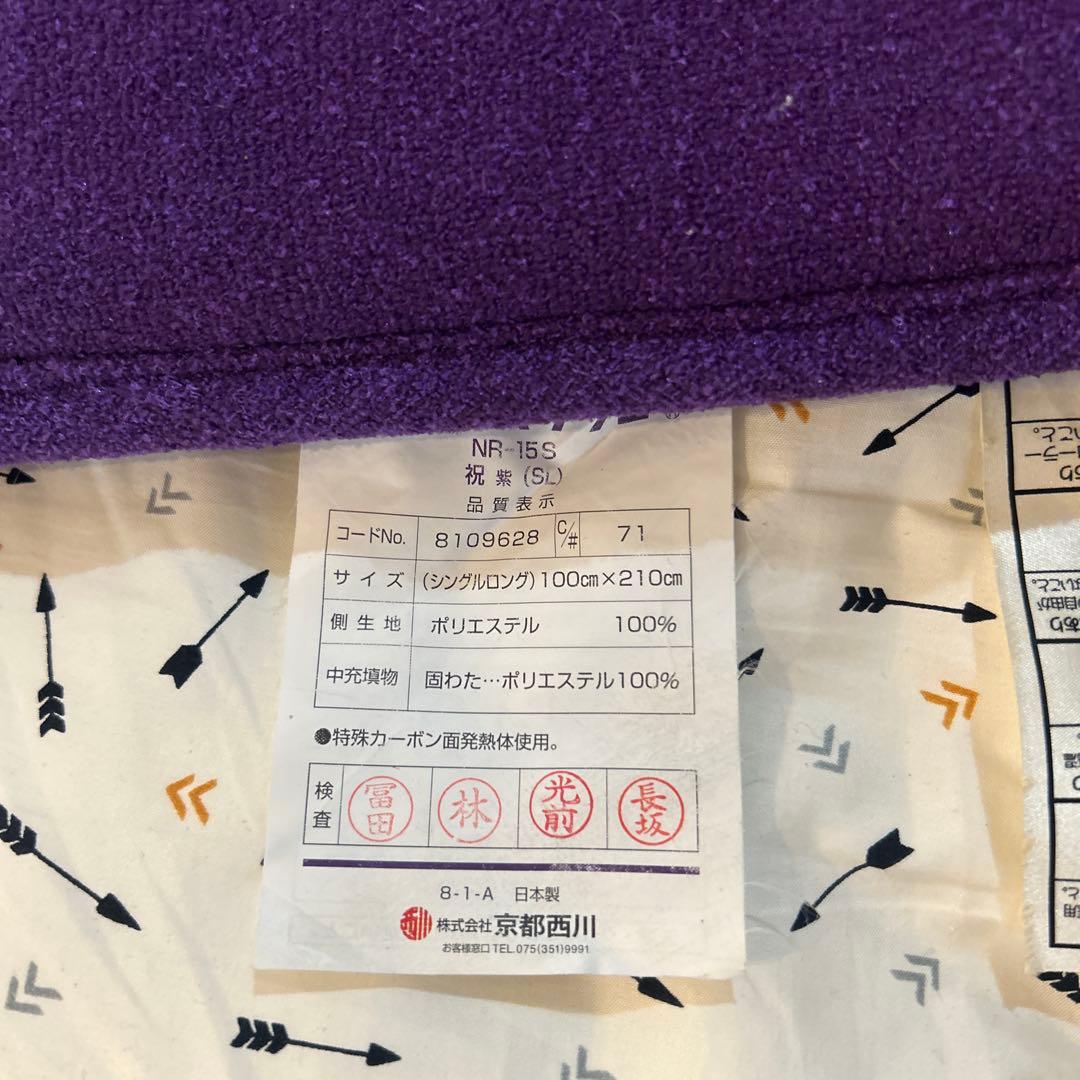 NR-15S
祝 紫 (SL)
品質表示
コードNo. 8109628 C/# 71
サイズ (シングルロング)100㎝×210㎝
側生地 ポリエステル 100%
中充填物 固わた…ポリエステル100%
●特殊カーボン面発熱体使用。
検査 冨田 林 光前 長坂
8-1-A 日本製
西川 株式会社 京都西川
お客様窓口 TEL.075(351)9991